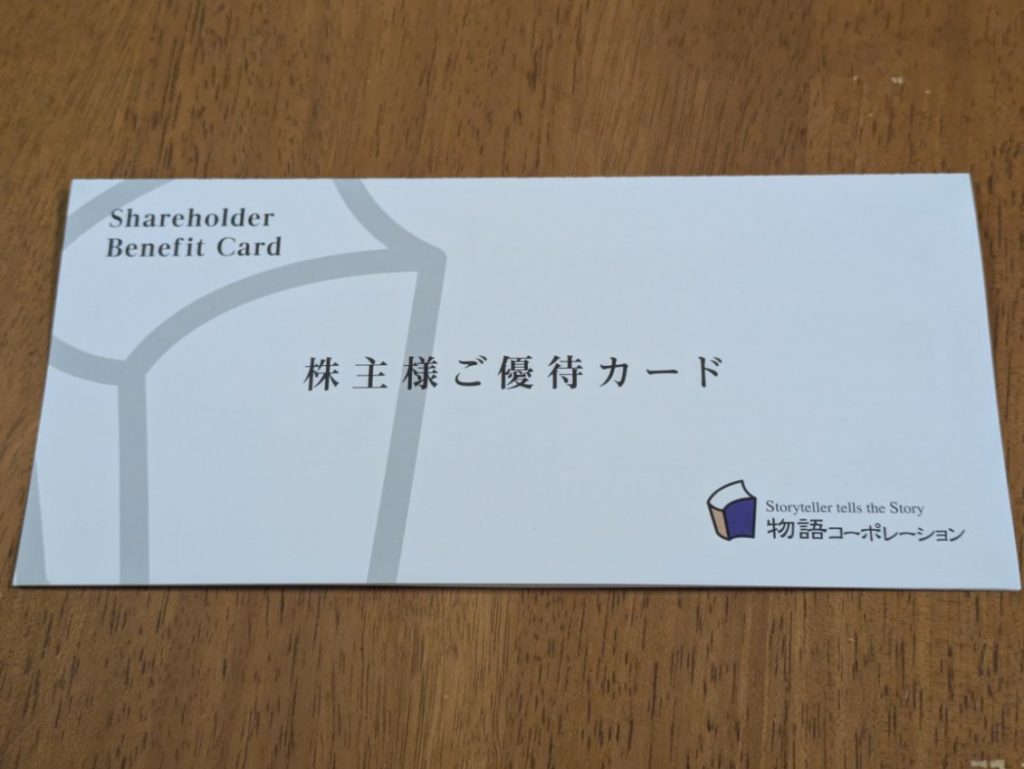 Shareholder
Benefit Card
株主様ご優待カード
Storyteller tells the Story
物語コーポレーション